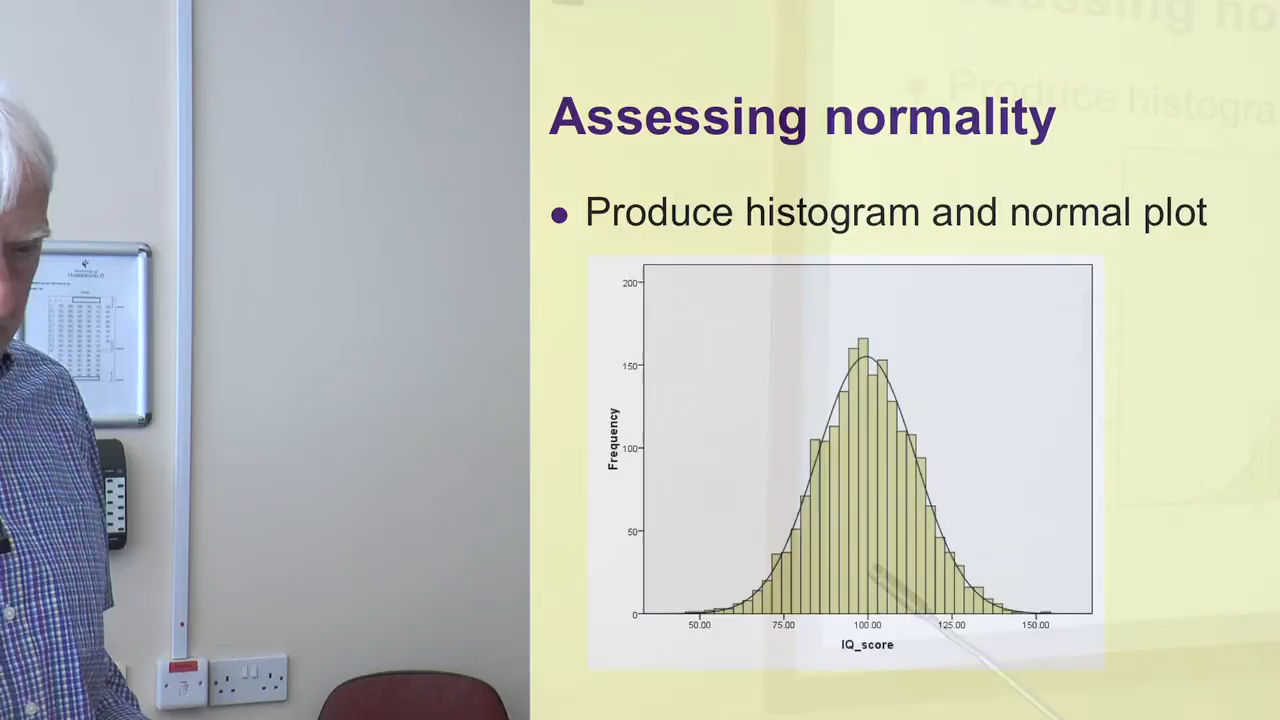 Assessing normality
Produce histogram and normal plot
200
150
100
50
0
Frequency
50.00 75.00 100.00 125.00 150.00
IQ_score